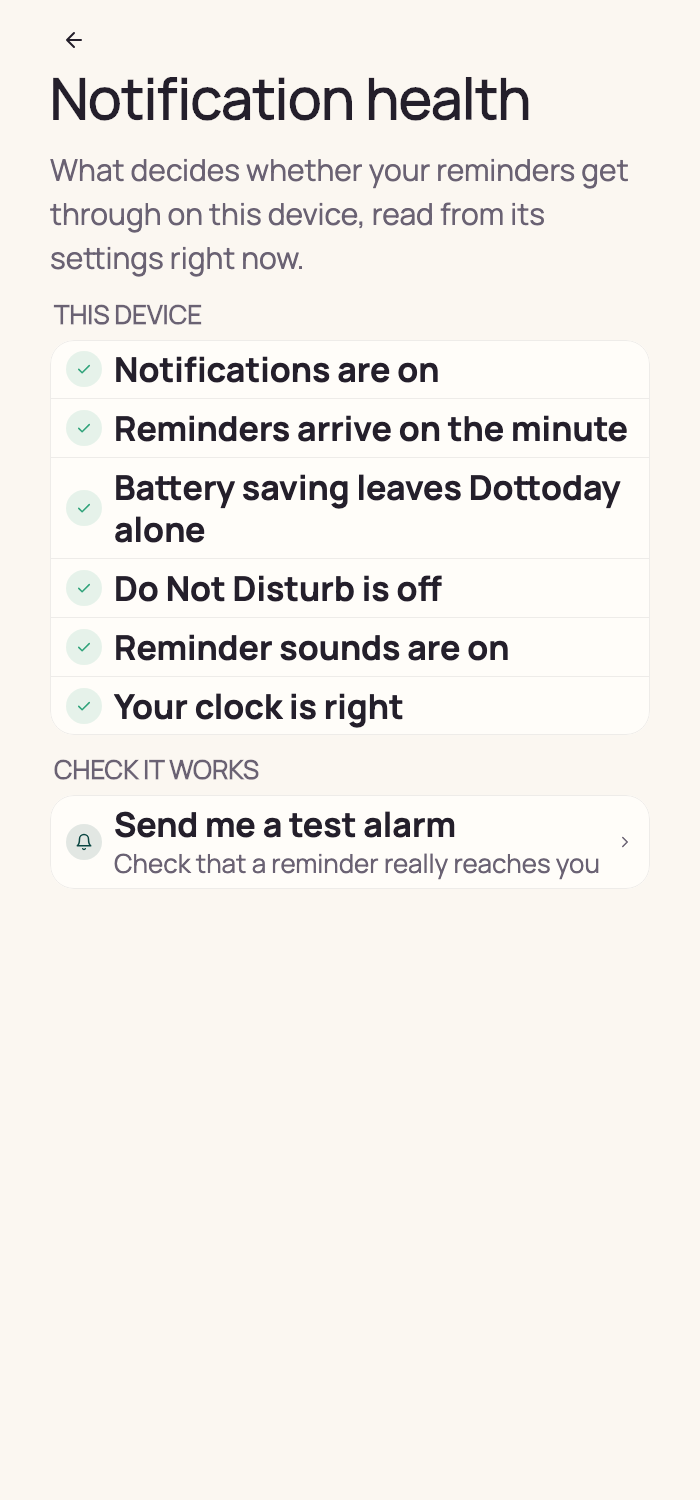 Notification health
What decides whether your reminders get
through on this device, read from its
settings right now.
THIS DEVICE
Notifications are on
Reminders arrive on the minute
Battery saving leaves Dottoday
alone
Do Not Disturb is off
Reminder sounds are on
Your clock is right
CHECK IT WORKS
Send me a test alarm
Check that a reminder really reaches you